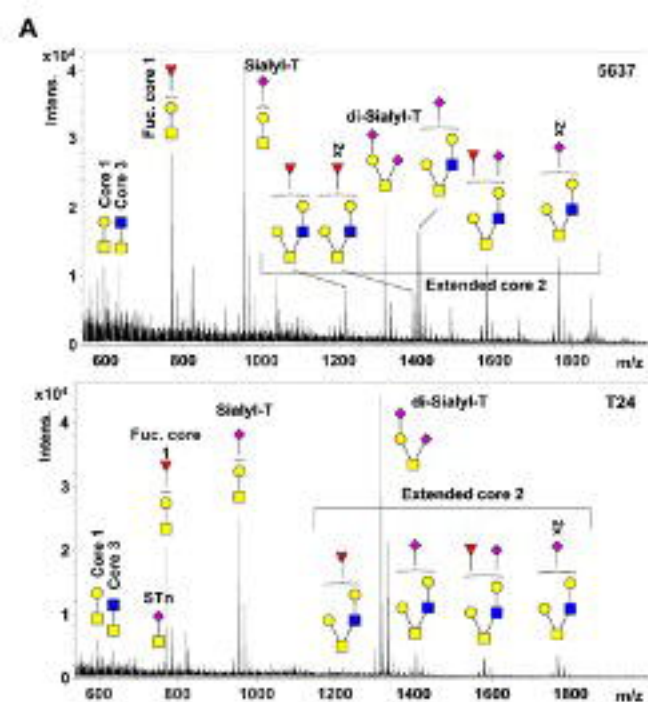 A
x10⁴
5637
Intens.
4
3
2
1
0
Core 1
Core 3
Fuc. core 1
Sialyl-T
di-Sialyl-T
x2
x2
Extended core 2
600 800 1000 1200 1400 1600 1800 m/z
x10⁴
T24
Intens.
4
3
2
1
0
Core 1
Core 3
Fuc. core
1
STn
Sialyl-T
di-Sialyl-T
Extended core 2
x2
600 800 1000 1200 1400 1600 1800 m/z